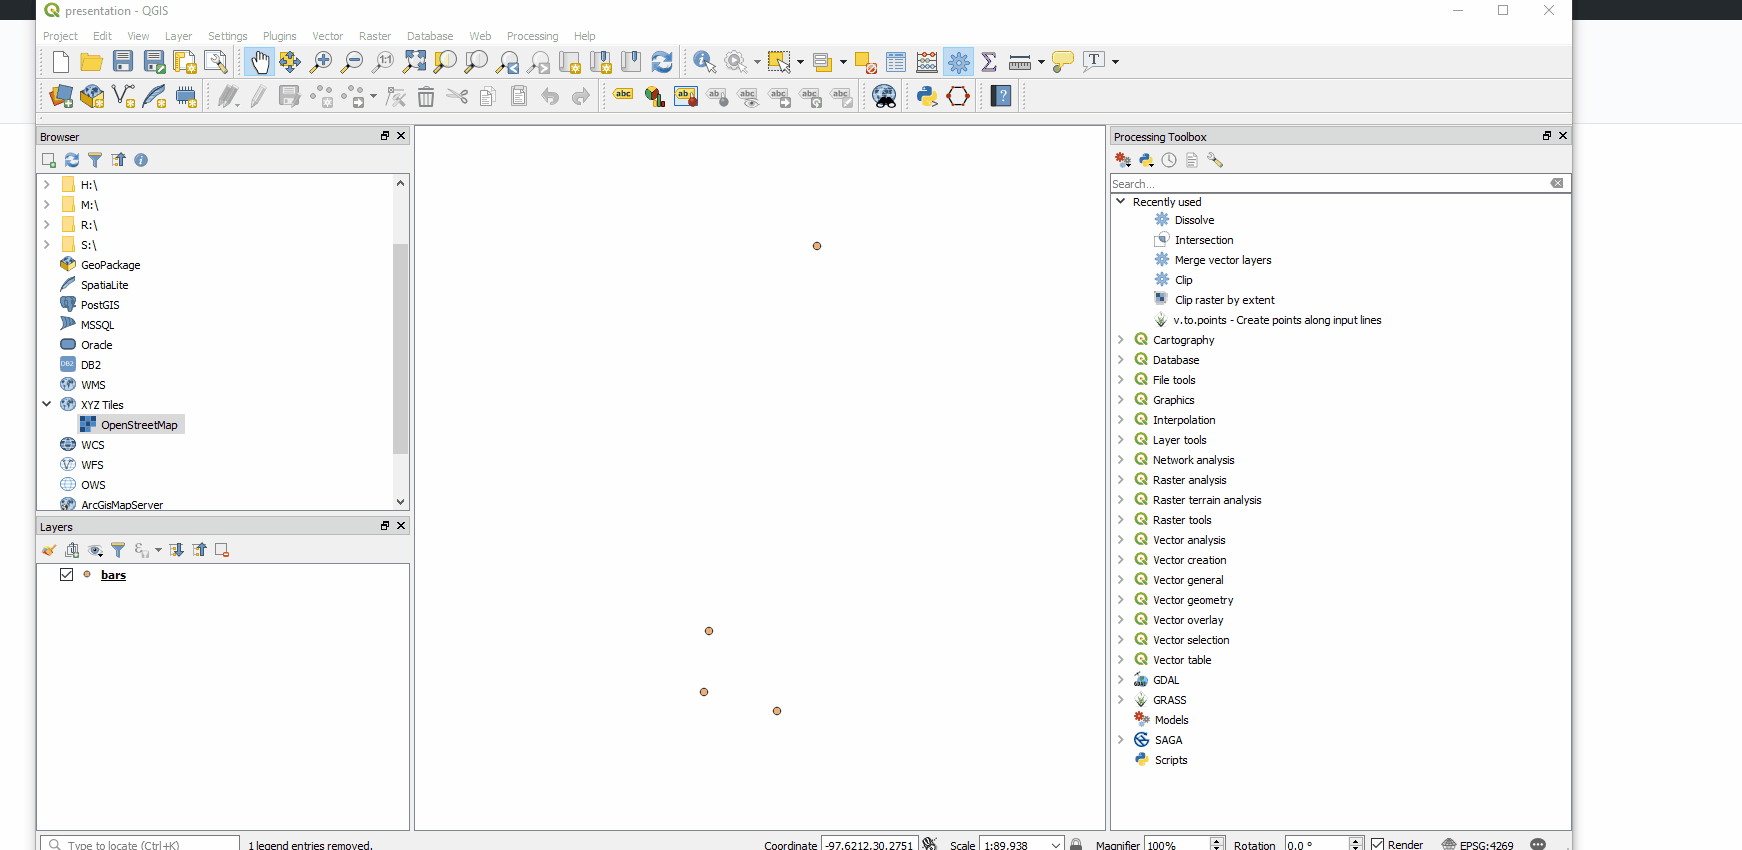 presentation - QGIS
Project Edit View Layer Settings Plugins Vector Raster Database Web Processing Help
Browser
H:\
M:\
R:\
S:\
GeoPackage
SpatiaLite
PostGIS
MSSQL
Oracle
DB2
WMS
XYZ Tiles
OpenStreetMap
WCS
WFS
OWS
ArcGisMapServer
Layers
bars
Processing Toolbox
Search...
Recently used
Dissolve
Intersection
Merge vector layers
Clip
Clip raster by extent
v.to.points - Create points along input lines
Cartography
Database
File tools
Graphics
Interpolation
Layer tools
Network analysis
Raster analysis
Raster terrain analysis
Raster tools
Vector analysis
Vector creation
Vector general
Vector geometry
Vector overlay
Vector selection
Vector table
GDAL
GRASS
Models
SAGA
Scripts
Type to locate (Ctrl+K) 1 legend entries removed. Coordinate -97.6212,30.2751 Scale 1:89,938 Magnifier 100% Rotation 0.0 ° Render EPSG:4269